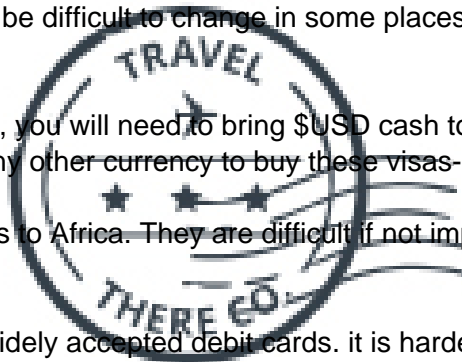 be difficult to change in some places
TRAVEL
, you will need to bring $USD cash to
ny other currency to buy these visas-
s to Africa. They are difficult if not im
THERE CO.
idely accepted debit cards. it is harde